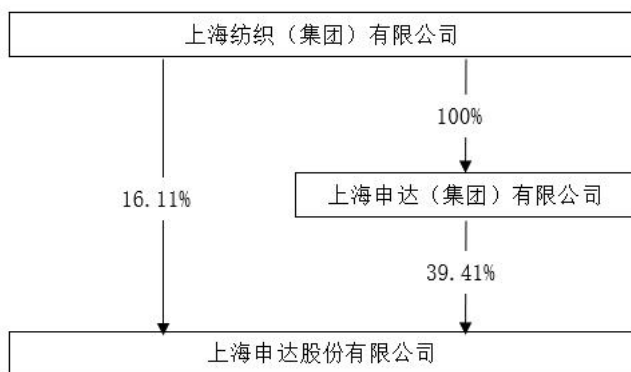 上海纺织（集团）有限公司
100%
16.11%
上海申达（集团）有限公司
39.41%
上海申达股份有限公司